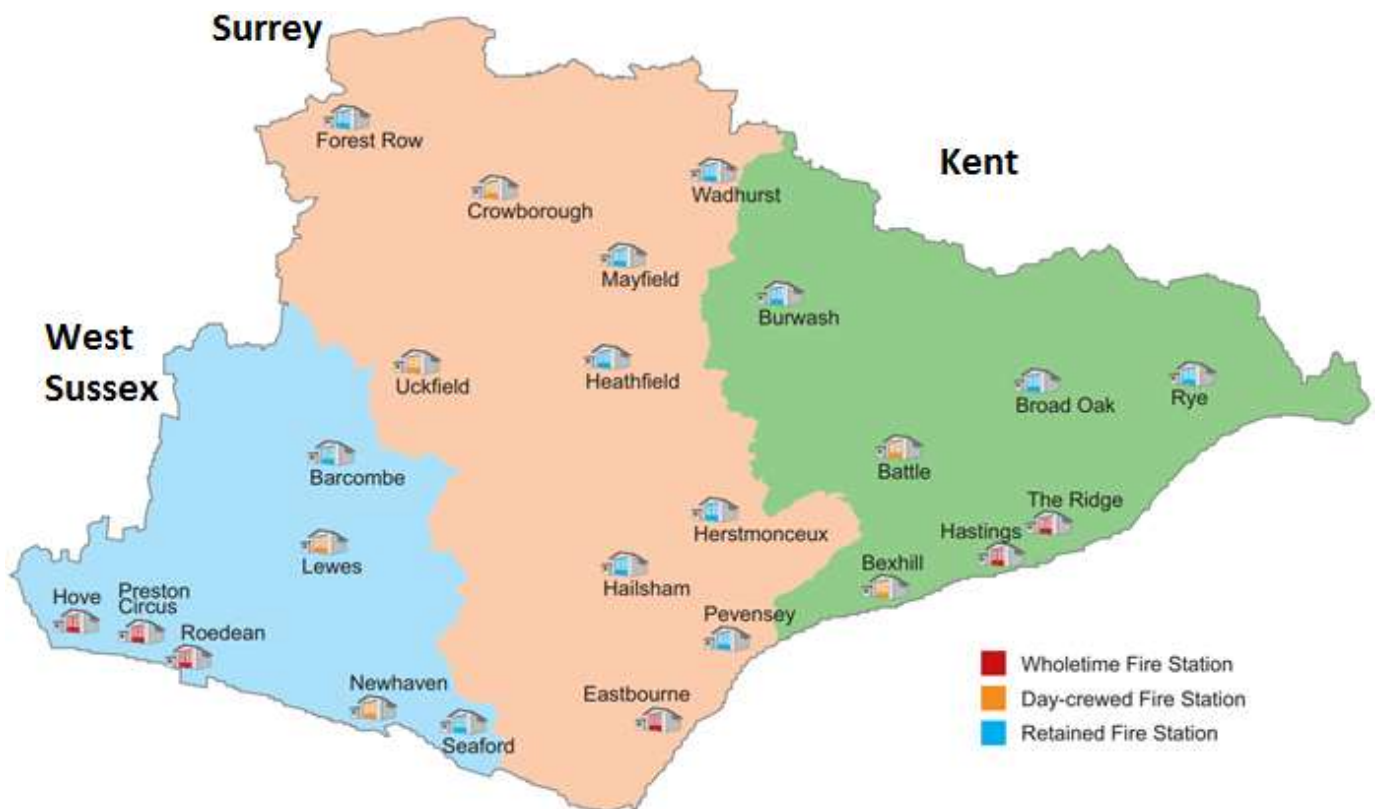 Surrey
Forest Row
Kent
Wadhurst
Crowborough
Mayfield
Burwash
West
Sussex
Uckfield
Heathfield
Broad Oak
Rye
Barcombe
Battle
The Ridge
Herstmonceux
Hastings
Lewes
Hailsham
Bexhill
Hove
Preston
Circus
Roedean
Pevensey
Newhaven
Eastbourne
Seaford
Wholetime Fire Station
Day-crewed Fire Station
Retained Fire Station